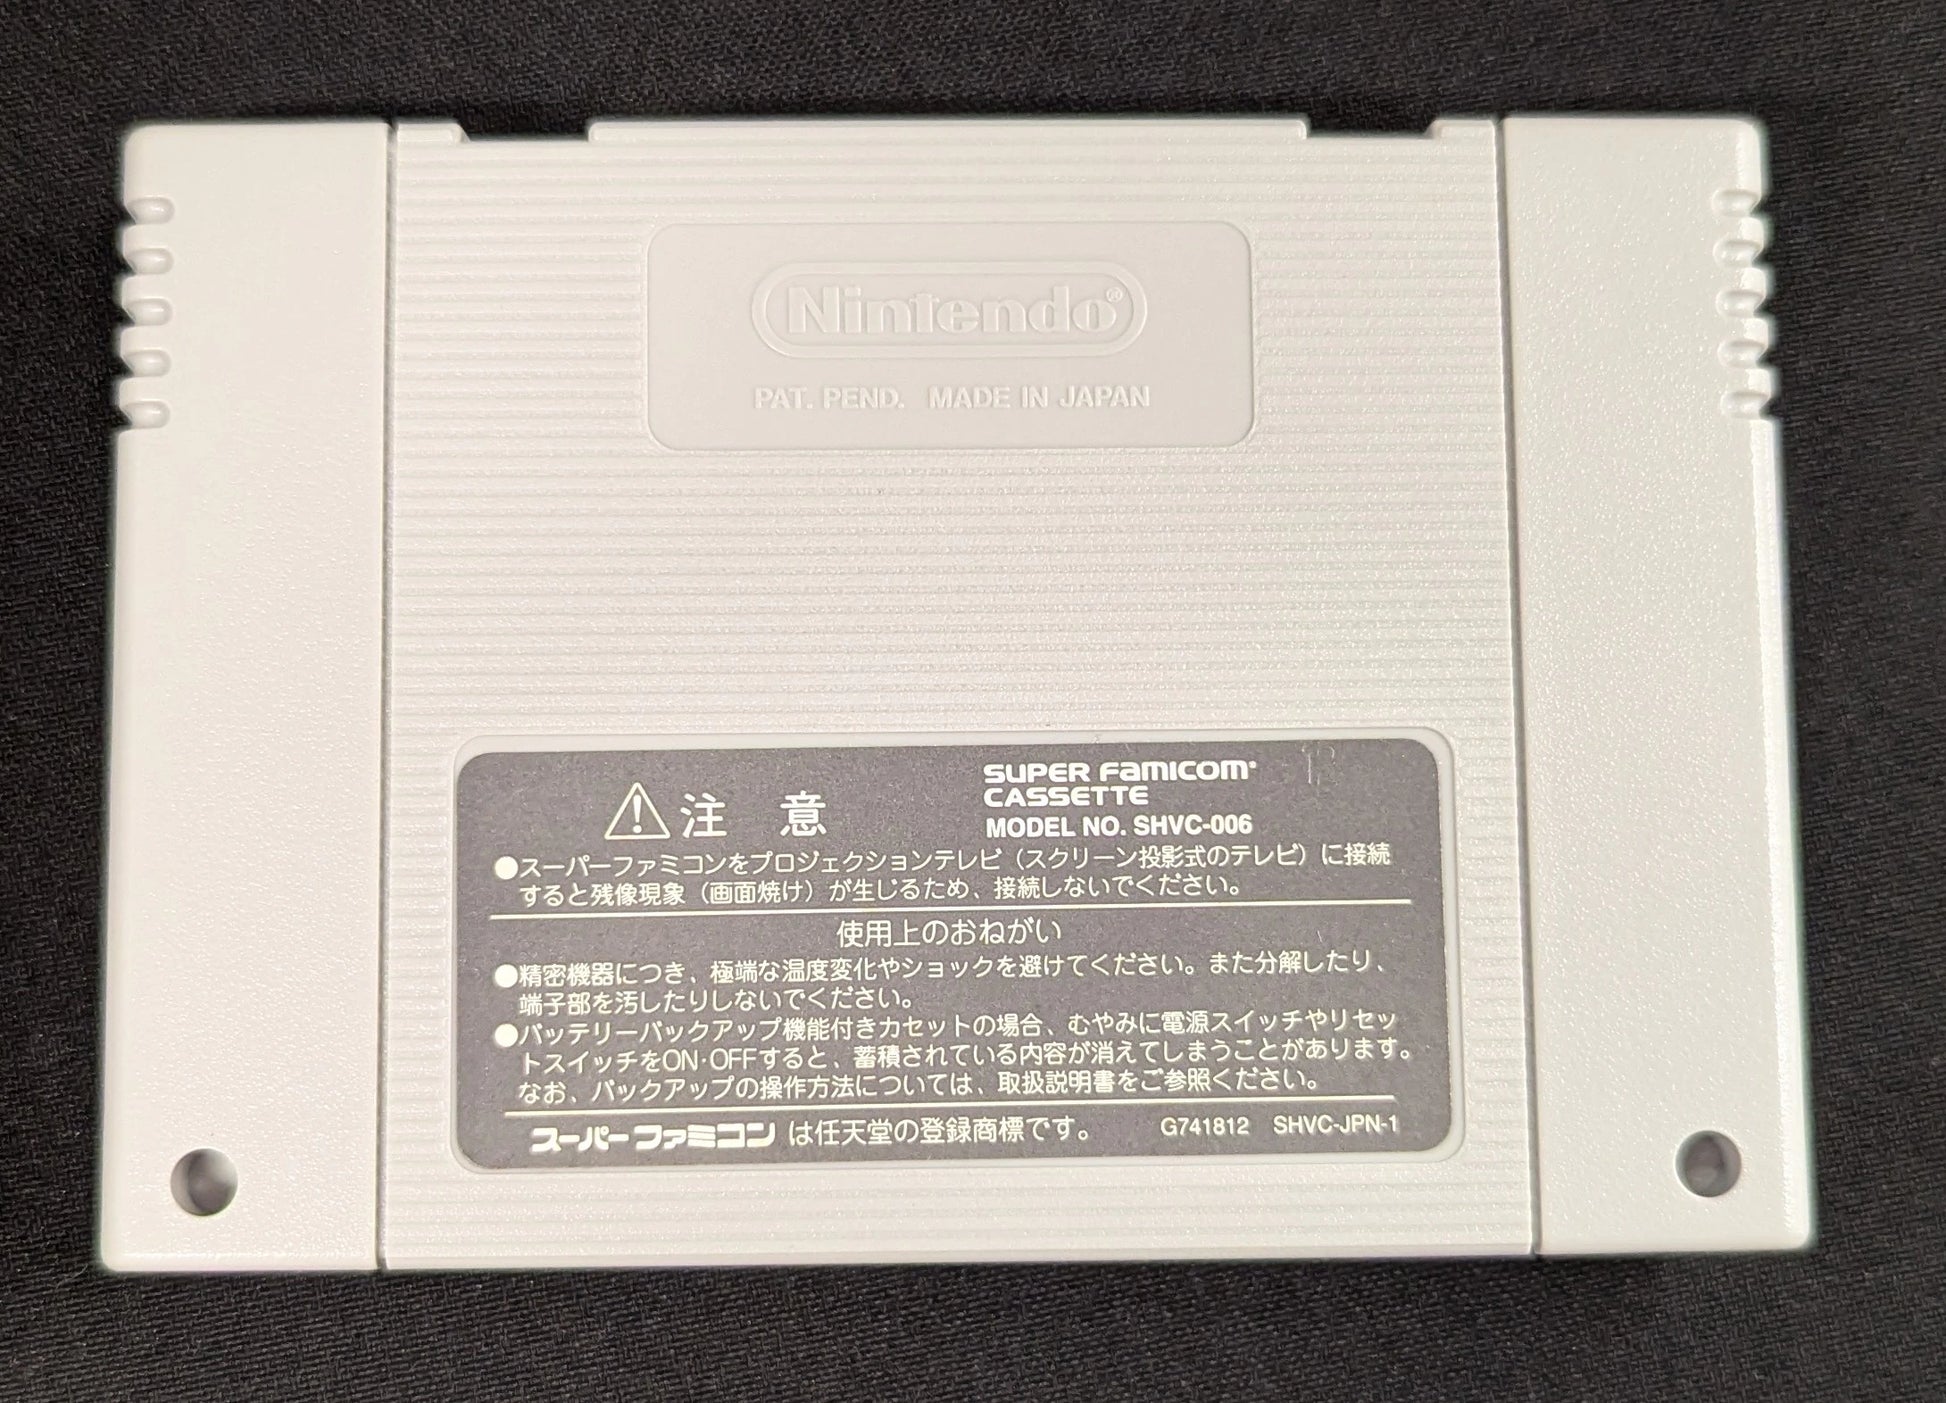 Nintendo®
PAT. PEND. MADE IN JAPAN
SUPER FAMICOM®
CASSETTE
注 意
MODEL NO. SHVC-006
●スーパーファミコンをプロジェクションテレビ（スクリーン投影式のテレビ）に接続
すると残像現象（画面焼け）が生じるため、接続しないでください。
使用上のおねがい
●精密機器につき、極端な温度変化やショックを避けてください。また分解したり、
端子部を汚したりしないでください。
●バッテリーバックアップ機能付きカセットの場合、むやみに電源スイッチやリセッ
トスイッチをON·OFFすると、蓄積されている内容が消えてしまうことがあります。
なお、バックアップの操作方法については、取扱説明書をご参照ください。
スーパーファミコン は任天堂の登録商標です。 G741812 SHVC-JPN-1